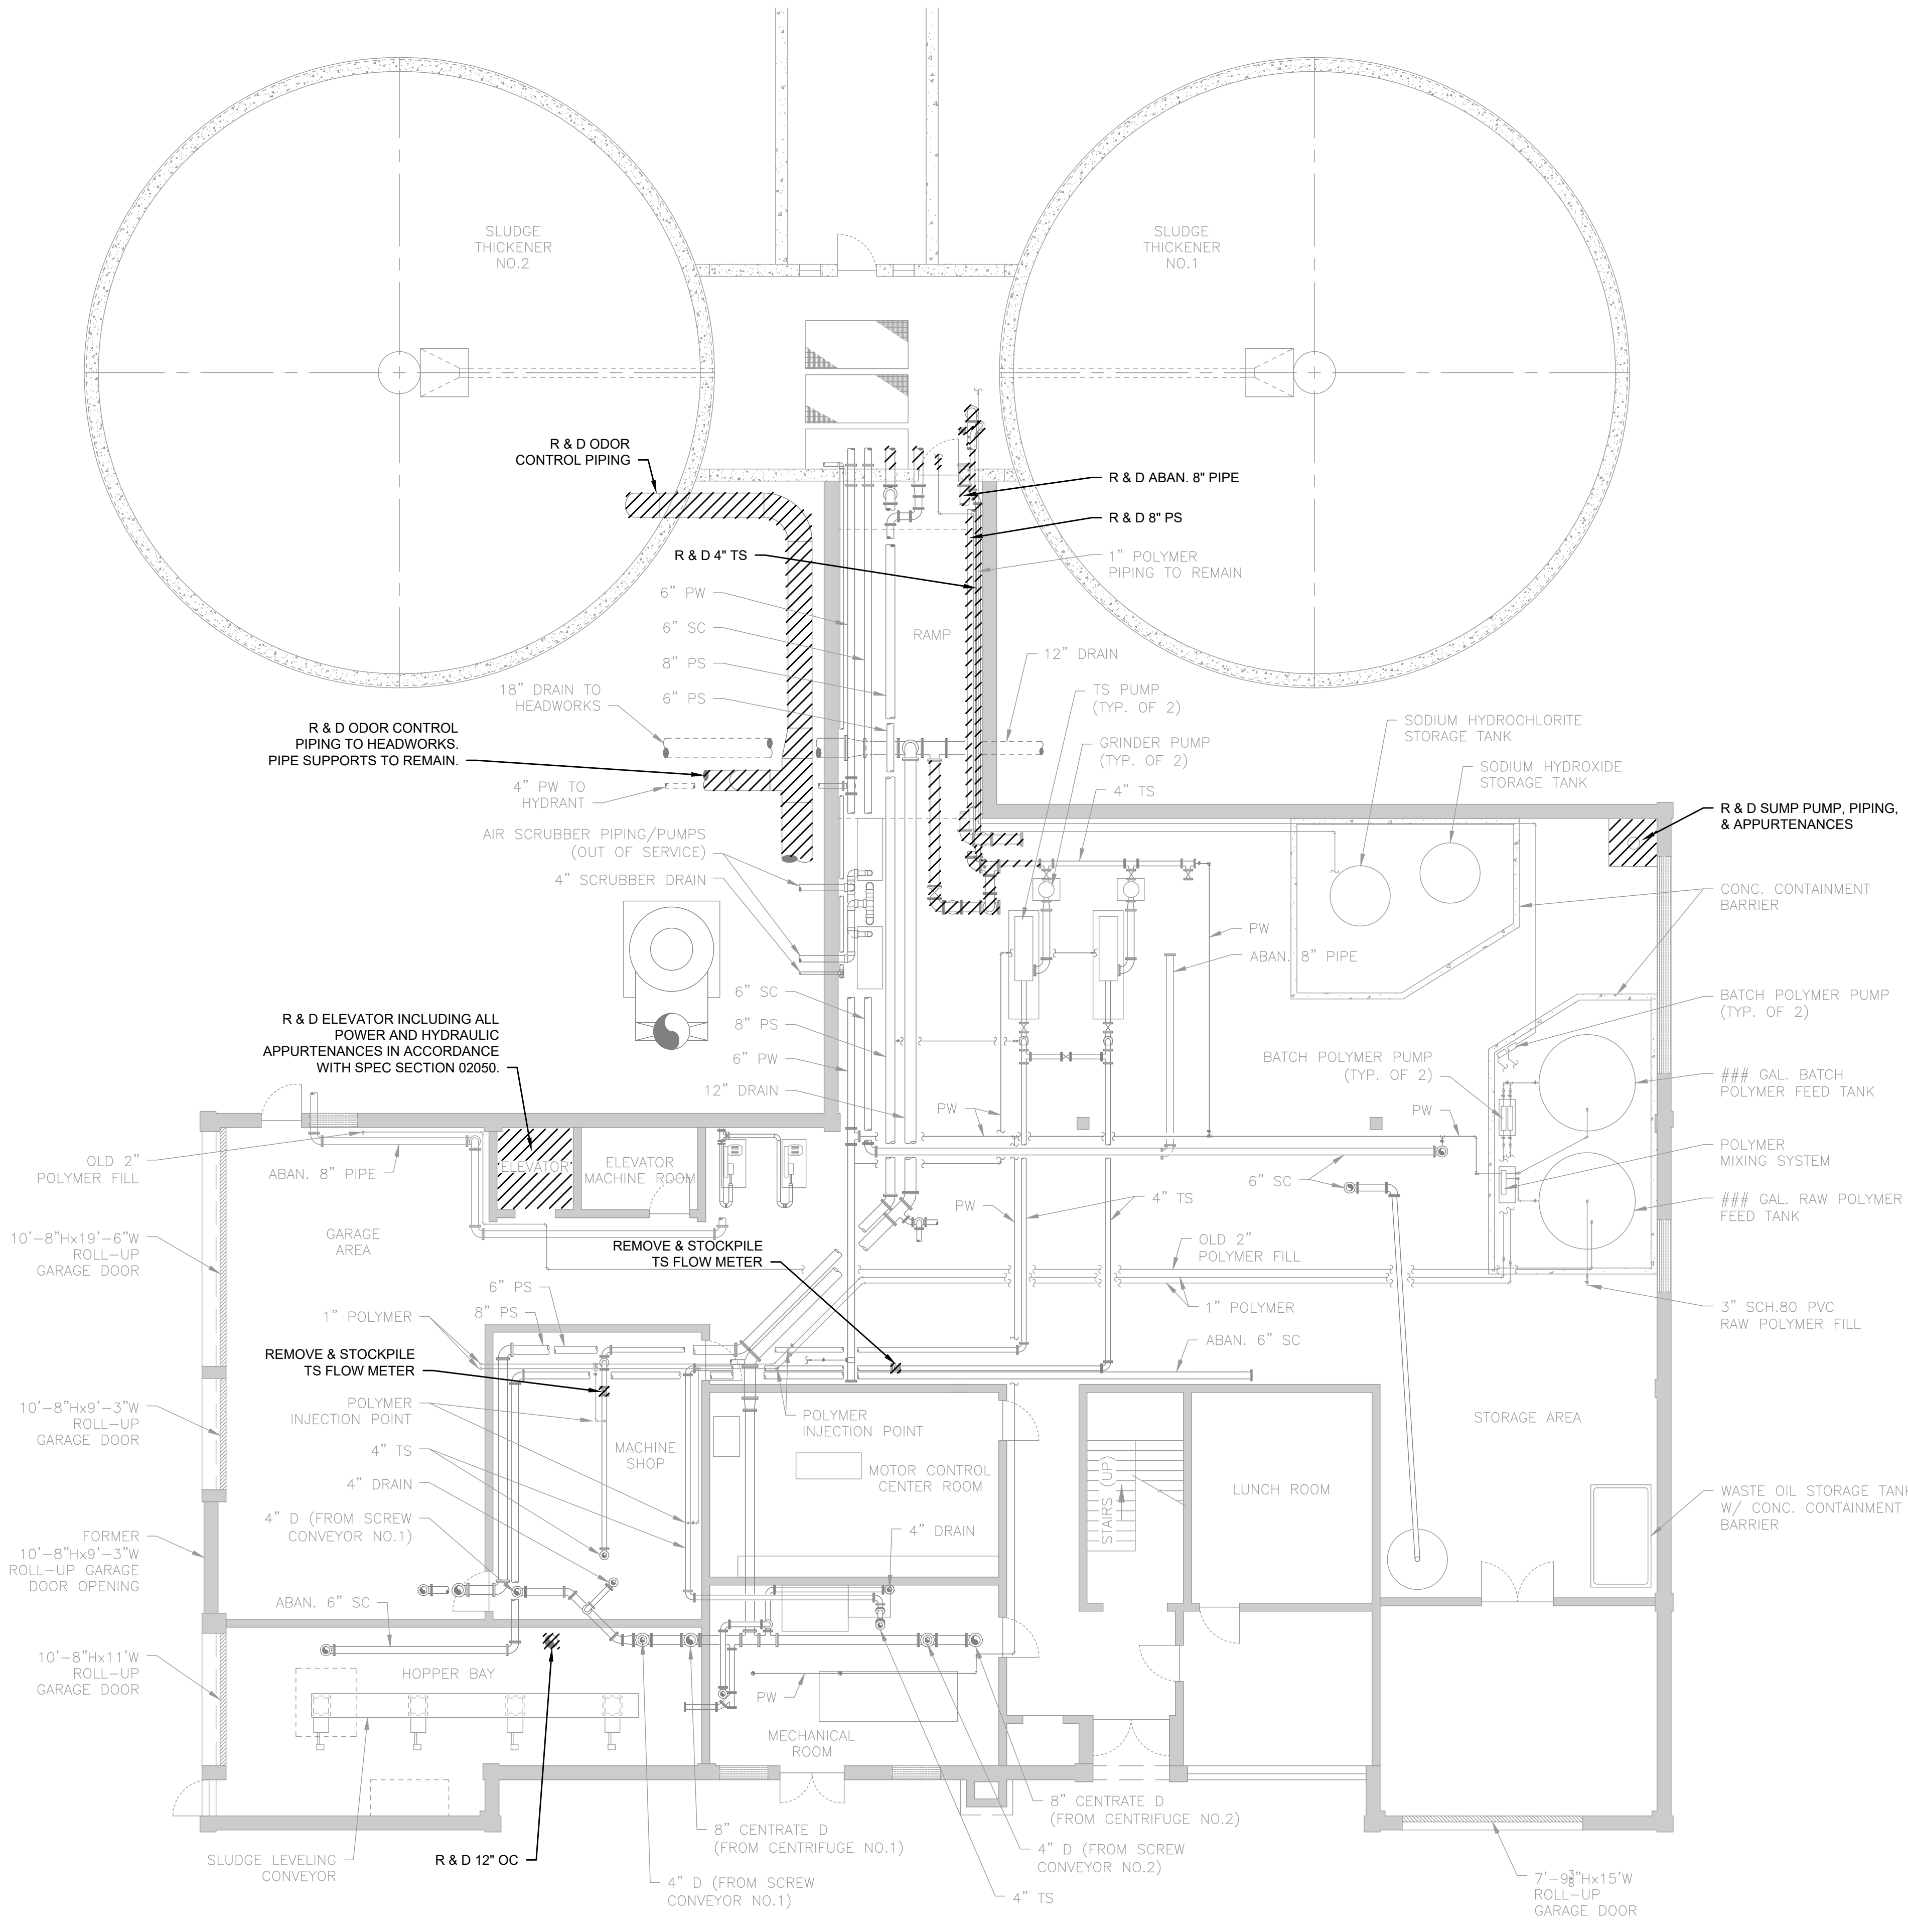 SLUDGE
THICKENER
NO.2
SLUDGE
THICKENER
NO.1
R & D ODOR
CONTROL PIPING
R & D ABAN. 8" PIPE
R & D 8" PS
R & D 4" TS
1" POLYMER
PIPING TO REMAIN
6" PW
6" SC
8" PS
6" PS
RAMP
12" DRAIN
18" DRAIN TO
HEADWORKS
TS PUMP
(TYP. OF 2)
R & D ODOR CONTROL
PIPING TO HEADWORKS.
PIPE SUPPORTS TO REMAIN.
GRINDER PUMP
(TYP. OF 2)
SODIUM HYDROCHLORITE
STORAGE TANK
SODIUM HYDROXIDE
STORAGE TANK
4" PW TO
HYDRANT
4" TS
R & D SUMP PUMP, PIPING,
& APPURTENANCES
AIR SCRUBBER PIPING/PUMPS
(OUT OF SERVICE)
4" SCRUBBER DRAIN
CONC. CONTAINMENT
BARRIER
PW
ABAN. 8" PIPE
6" SC
8" PS
6" PW
12" DRAIN
BATCH POLYMER PUMP
(TYP. OF 2)
R & D ELEVATOR INCLUDING ALL
POWER AND HYDRAULIC
APPURTENANCES IN ACCORDANCE
WITH SPEC SECTION 02050.
BATCH POLYMER PUMP
(TYP. OF 2)
### GAL. BATCH
POLYMER FEED TANK
PW
PW
POLYMER
MIXING SYSTEM
OLD 2"
POLYMER FILL
ABAN. 8" PIPE
ELEVATOR
ELEVATOR
MACHINE ROOM
6" SC
### GAL. RAW POLYMER
FEED TANK
PW
4" TS
10'-8"Hx19'-6"W
ROLL-UP
GARAGE DOOR
GARAGE
AREA
REMOVE & STOCKPILE
TS FLOW METER
OLD 2"
POLYMER FILL
6" PS
8" PS
1" POLYMER
1" POLYMER
3" SCH.80 PVC
RAW POLYMER FILL
ABAN. 6" SC
REMOVE & STOCKPILE
TS FLOW METER
10'-8"Hx9'-3"W
ROLL-UP
GARAGE DOOR
POLYMER
INJECTION POINT
POLYMER
INJECTION POINT
STORAGE AREA
4" TS
MACHINE
SHOP
4" DRAIN
MOTOR CONTROL
CENTER ROOM
STAIRS (UP)
LUNCH ROOM
WASTE OIL STORAGE TANK
W/ CONC. CONTAINMENT
BARRIER
4" D (FROM SCREW
CONVEYOR NO.1)
4" DRAIN
FORMER
10'-8"Hx9'-3"W
ROLL-UP GARAGE
DOOR OPENING
ABAN. 6" SC
10'-8"Hx11'W
ROLL-UP
GARAGE DOOR
HOPPER BAY
PW
MECHANICAL
ROOM
8" CENTRATE D
(FROM CENTRIFUGE NO.2)
8" CENTRATE D
(FROM CENTRIFUGE NO.1)
4" D (FROM SCREW
CONVEYOR NO.2)
SLUDGE LEVELING
CONVEYOR
R & D 12" OC
4" D (FROM SCREW
CONVEYOR NO.1)
4" TS
7'-9⅜"Hx15'W
ROLL-UP
GARAGE DOOR